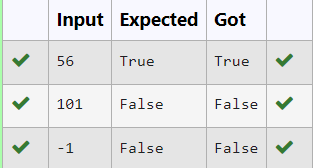 Input Expected Got
56 True True
101 False False
-1 False False